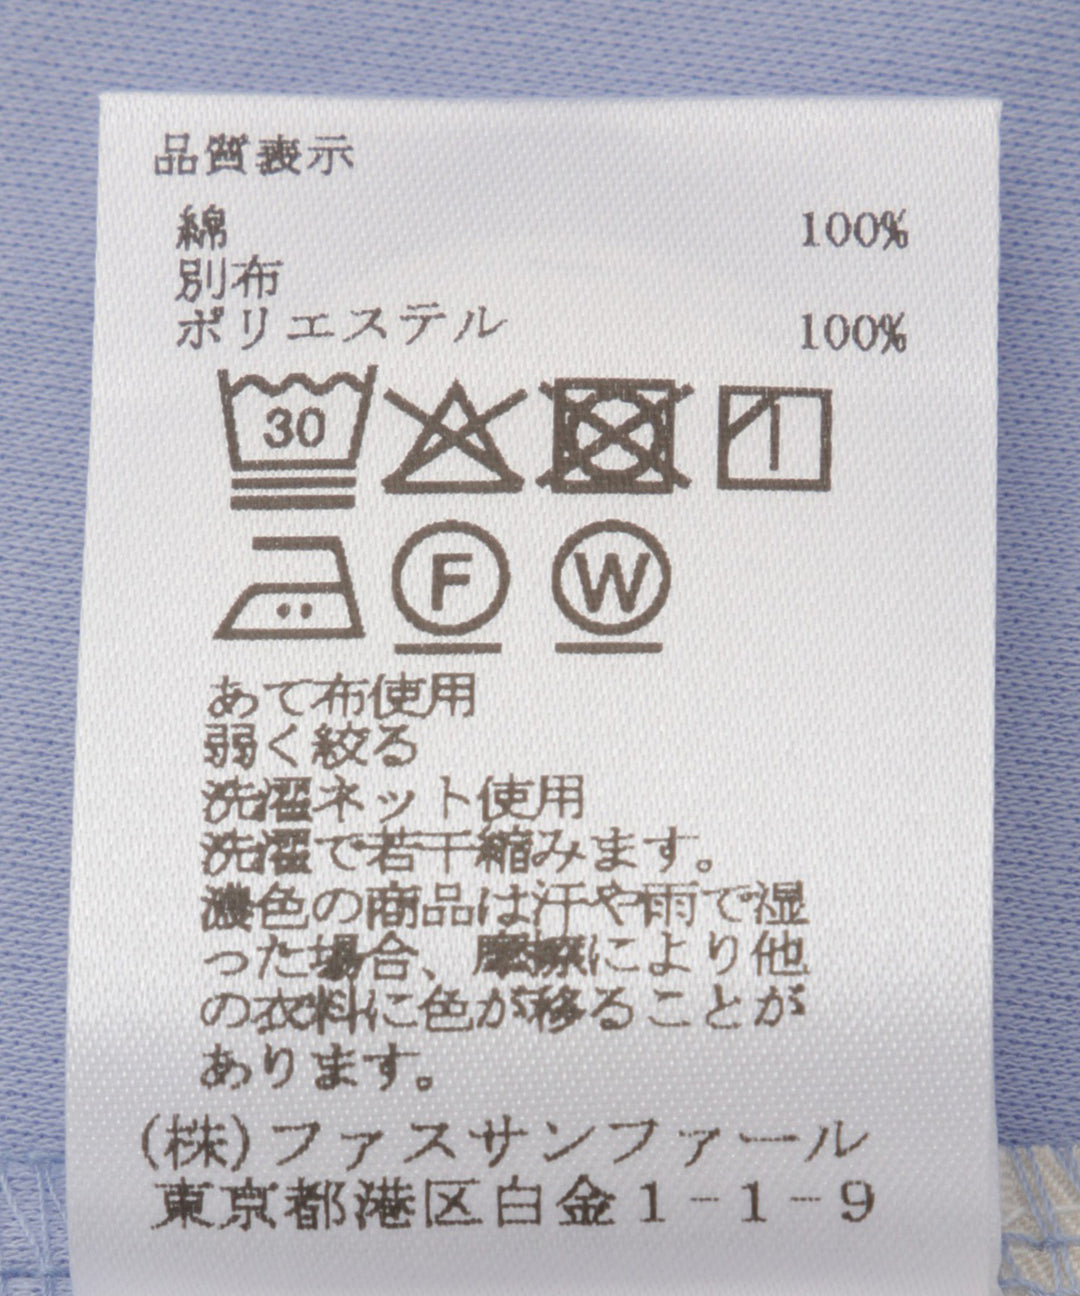 品質表示
綿 100%
別布
ポリエステル 100%
30
F W
あて布使用
弱く絞る
洗濯ネット使用
洗濯で若干縮みます。
濃色の商品は汗や雨で湿
った場合、摩擦により他
の衣料に色が移ることが
あります。
(株)ファスサンファール
東京都港区白金1-1-9